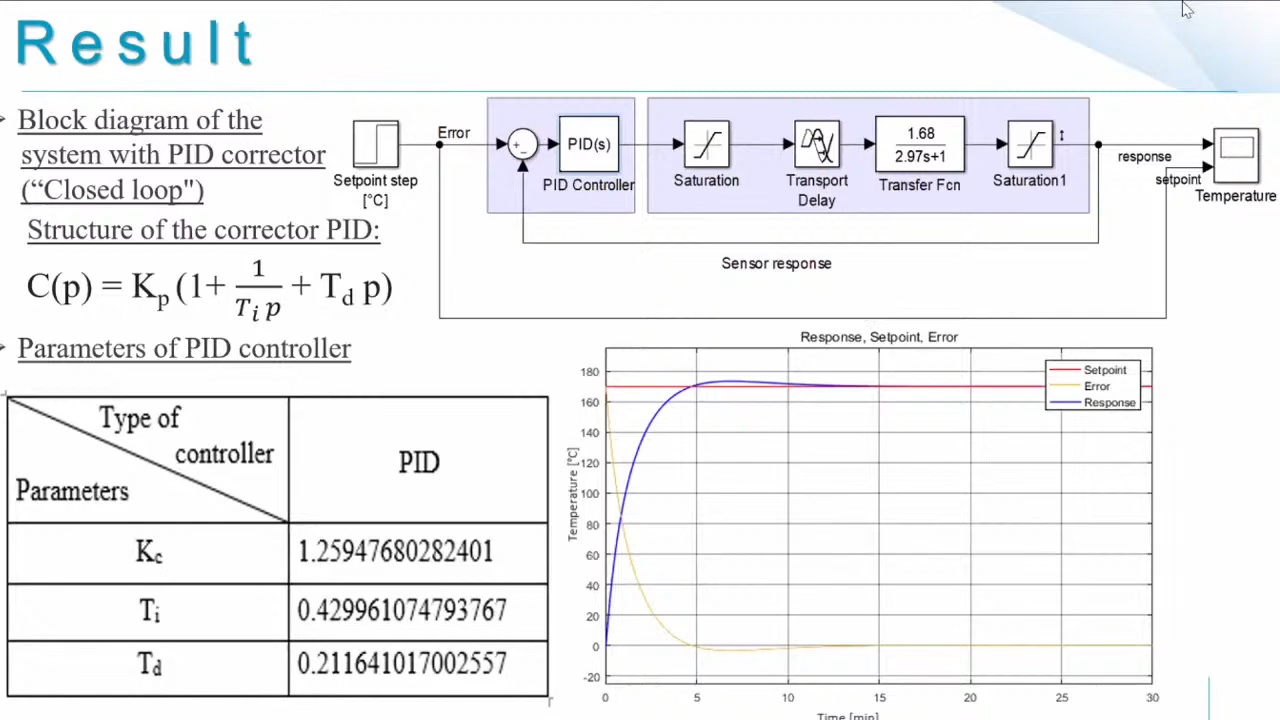 Result
Block diagram of the
system with PID corrector
(“Closed loop")
Structure of the corrector PID:
C(p) = Kp (1+ 1/(Ti p) + Td p)
Parameters of PID controller
Type of
controller
Parameters
PID
Kc 1.25947680282401
Ti 0.429961074793767
Td 0.211641017002557
Error
+
−
PID(s)
1.68
2.97s+1
Setpoint step
[°C]
PID Controller
Saturation
Transport
Delay
Transfer Fcn
Saturation1
response
setpoint
Temperature
Sensor response
Response, Setpoint, Error
Setpoint
Error
Response
Temperature [°C]
180
160
140
120
100
80
60
40
20
0
-20
0 5 10 15 20 25 30
Time [min]